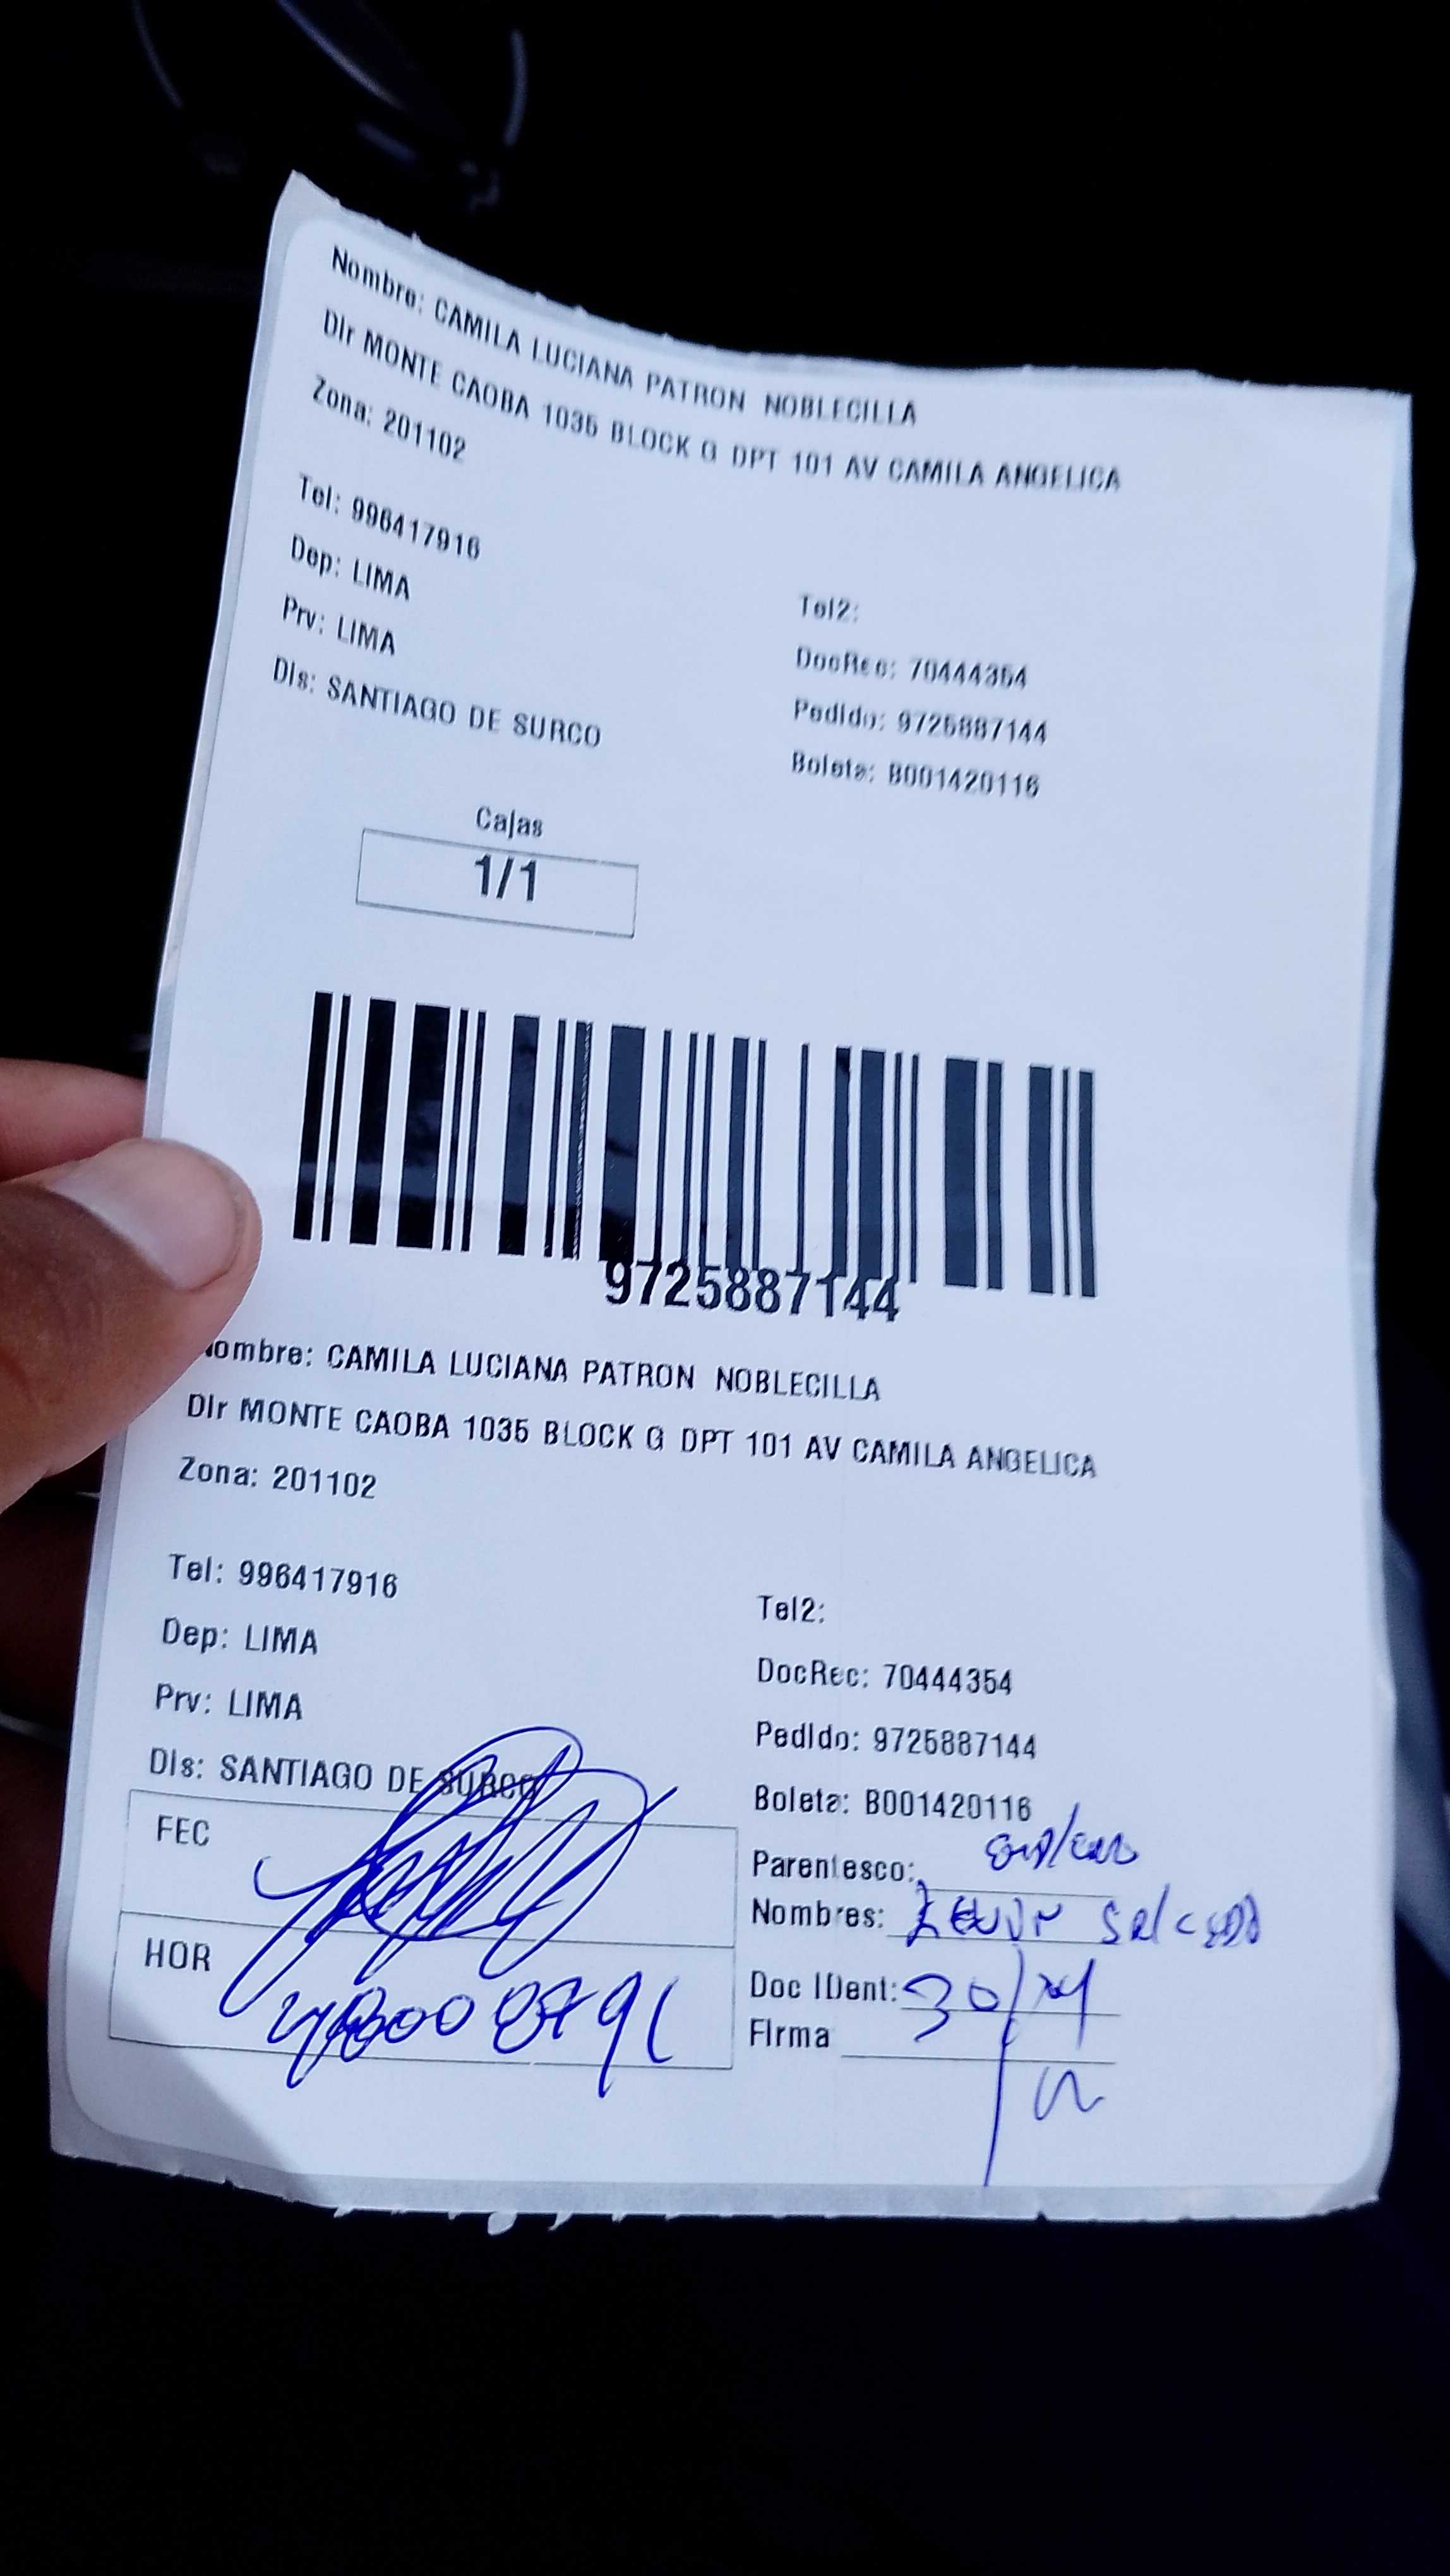 Nombre: CAMILA LUCIANA PATRON NOBLECILLA
Dir MONTE CAOBA 1035 BLOCK G DPT 101 AV CAMILA ANGELICA
Zona: 201102
Tel: 996417916
Tel2:
Dep: LIMA
DocRec: 70444354
Prv: LIMA
Pedido: 9725887144
Dis: SANTIAGO DE SURCO
Boleta: B001420116
Cajas
1/1
9725887144
ombre: CAMILA LUCIANA PATRON NOBLECILLA
Dir MONTE CAOBA 1035 BLOCK G DPT 101 AV CAMILA ANGELICA
Zona: 201102
Tel: 996417916
Tel2:
Dep: LIMA
DocRec: 70444354
Prv: LIMA
Pedido: 9725887144
Dis: SANTIAGO DE SURCO
Boleta: B001420116
FEC
Parentesco:
Nombres:
HOR
Doc IDent:
Firma